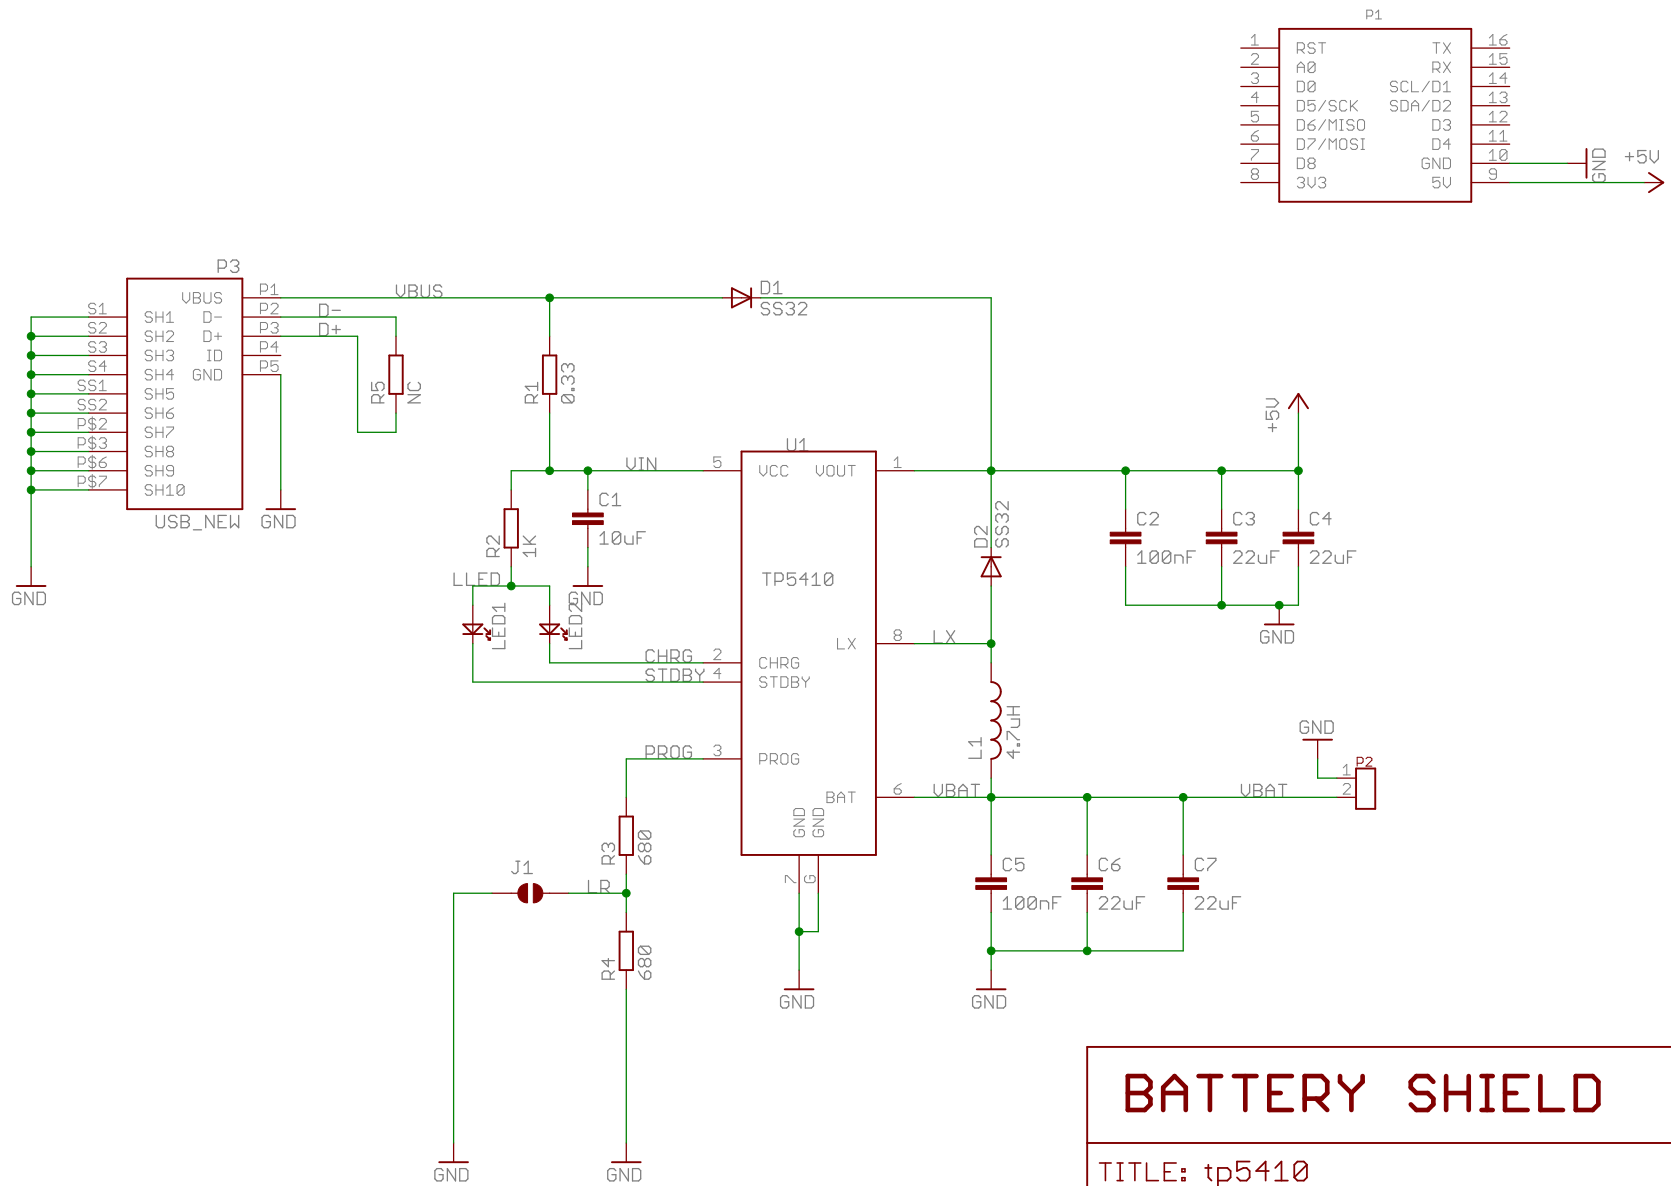 P1
1 RST TX 16
2 A0 RX 15
3 D0 SCL/D1 14
4 D5/SCK SDA/D2 13
5 D6/MISO D3 12
6 D7/MOSI D4 11
7 D8 GND 10 GND
8 3V3 5V 9 +5V
P3
VBUS P1 VBUS
S1 SH1 D- P2 D-
S2 SH2 D+ P3 D+
S3 SH3 ID P4
S4 SH4 GND P5
SS1 SH5
SS2 SH6
P$2 SH7
P$3 SH8
P$6 SH9
P$7 SH10
USB_NEW
GND
GND
R5
NC
D1
SS32
R1
0.33
+5V
U1
VIN 5 VCC VOUT 1
R2
1K
C1
10uF
GND
LLED
LED1
LED2
TP5410
D2
SS32
C2
100nF
C3
22uF
C4
22uF
GND
LX 8 LX
CHRG 2 CHRG
STDBY 4 STDBY
L1
4.7uH
PROG 3 PROG
BAT 6 VBAT
VBAT
GND
P2
1
2
GND
GND
7
G
GND
R3
680
J1
LR
R4
680
C5
100nF
C6
22uF
C7
22uF
GND
GND
GND
BATTERY SHIELD
TITLE: tp5410